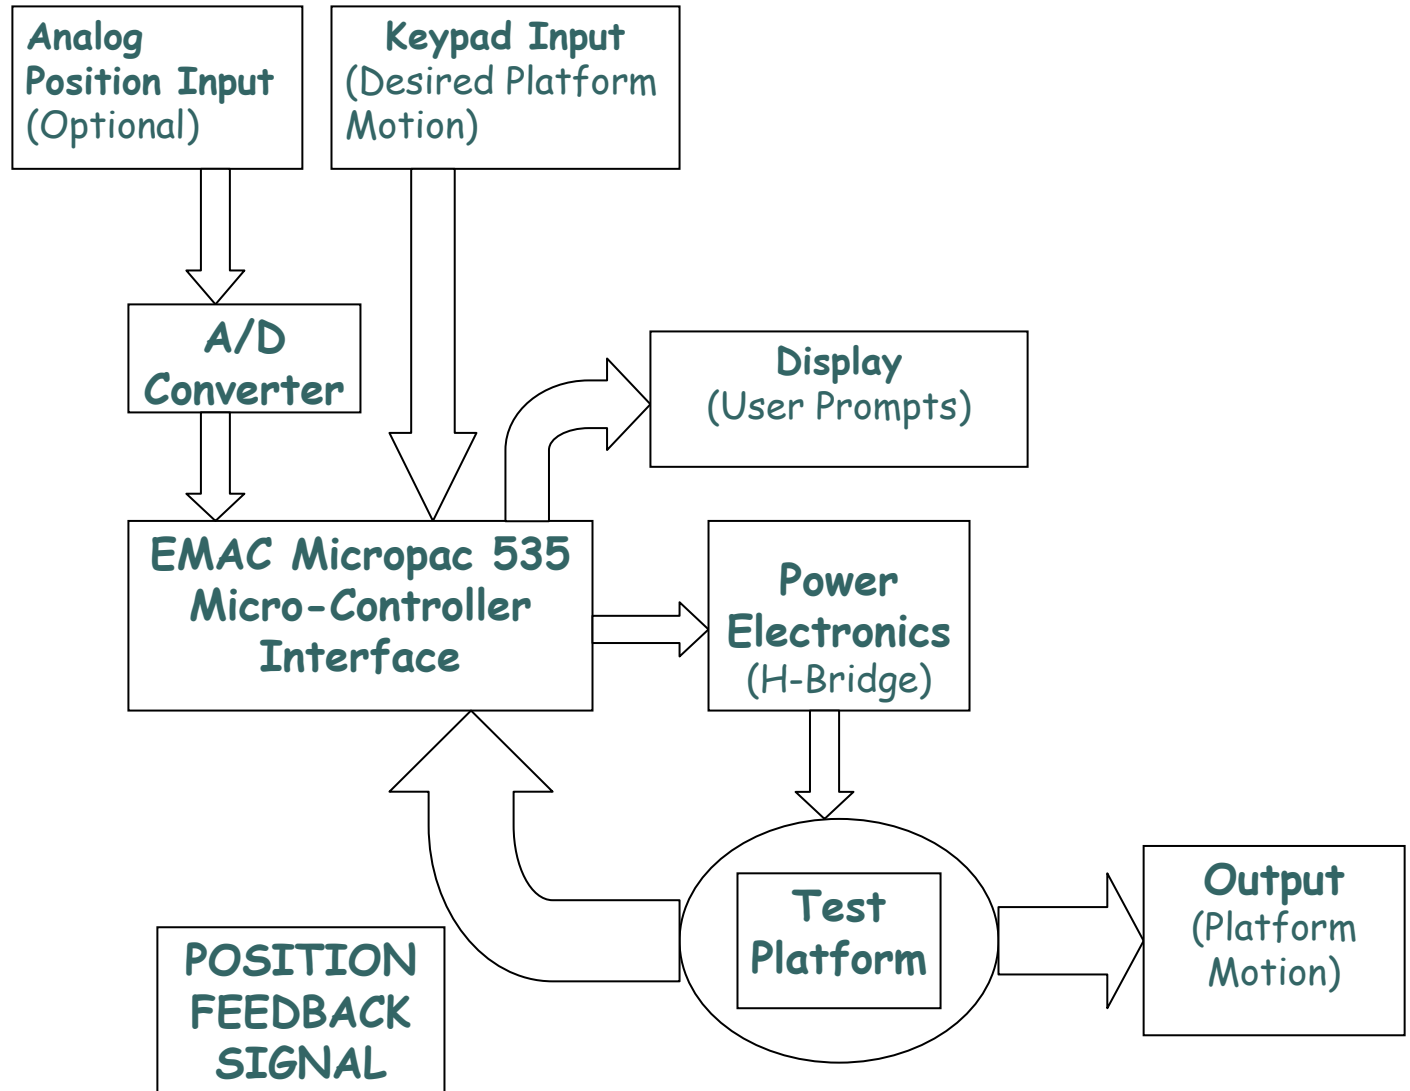 Analog
Position Input
(Optional)
Keypad Input
(Desired Platform
Motion)
A/D
Converter
Display
(User Prompts)
EMAC Micropac 535
Micro-Controller
Interface
Power
Electronics
(H-Bridge)
Test
Platform
Output
(Platform
Motion)
POSITION
FEEDBACK
SIGNAL